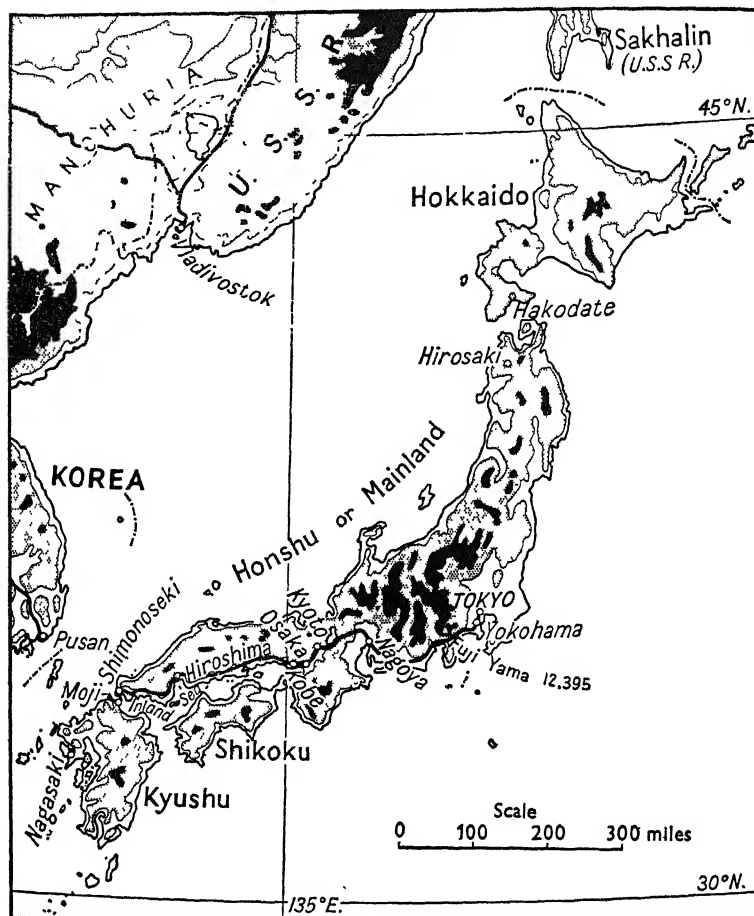 Sakhalin
(U.S.S R.)
45°N.
MANCHURIA
U. S. S. R
Vladivostok
Hokkaido
Hakodate
Hirosaki
KOREA
Honshu or Mainland
Pusan
Shimonoseki
Moji
Hiroshima
Inland Sea
Kyoto
Osaka
Kobe
Nagoya
TOKYO
Yokohama
Fuji Yama 12,395
Nagasaki
Shikoku
Kyushu
Scale
0 100 200 300 miles
30°N.
135°E.